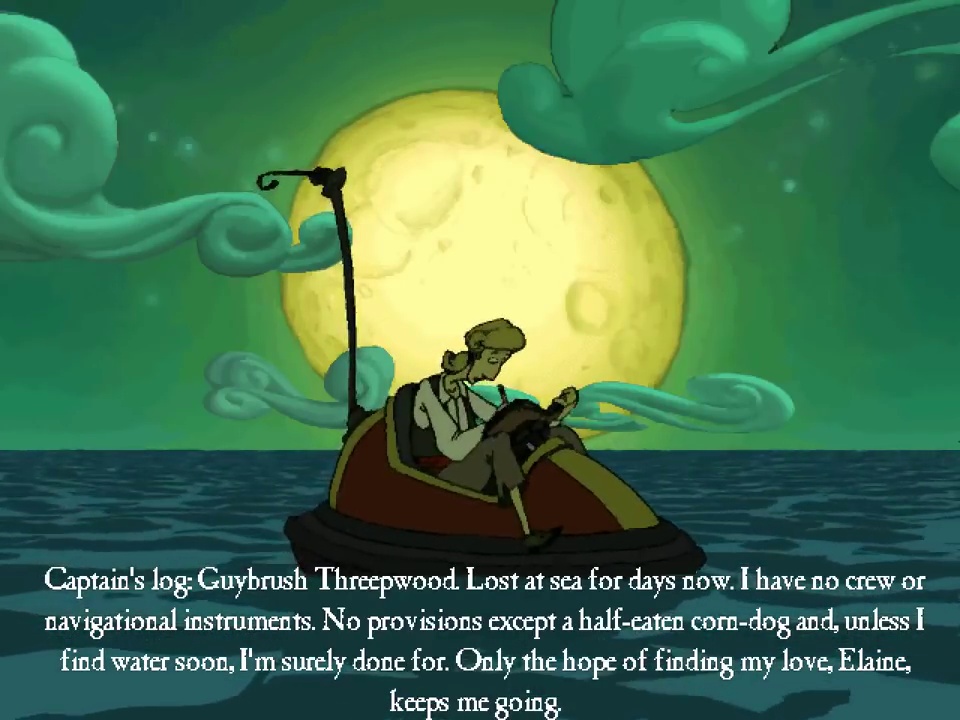 Captain's log: Guybrush Threepwood. Lost at sea for days now. I have no crew or
navigational instruments. No provisions except a half-eaten corn-dog and, unless I
find water soon, I'm surely done for. Only the hope of finding my love, Elaine,
keeps me going.